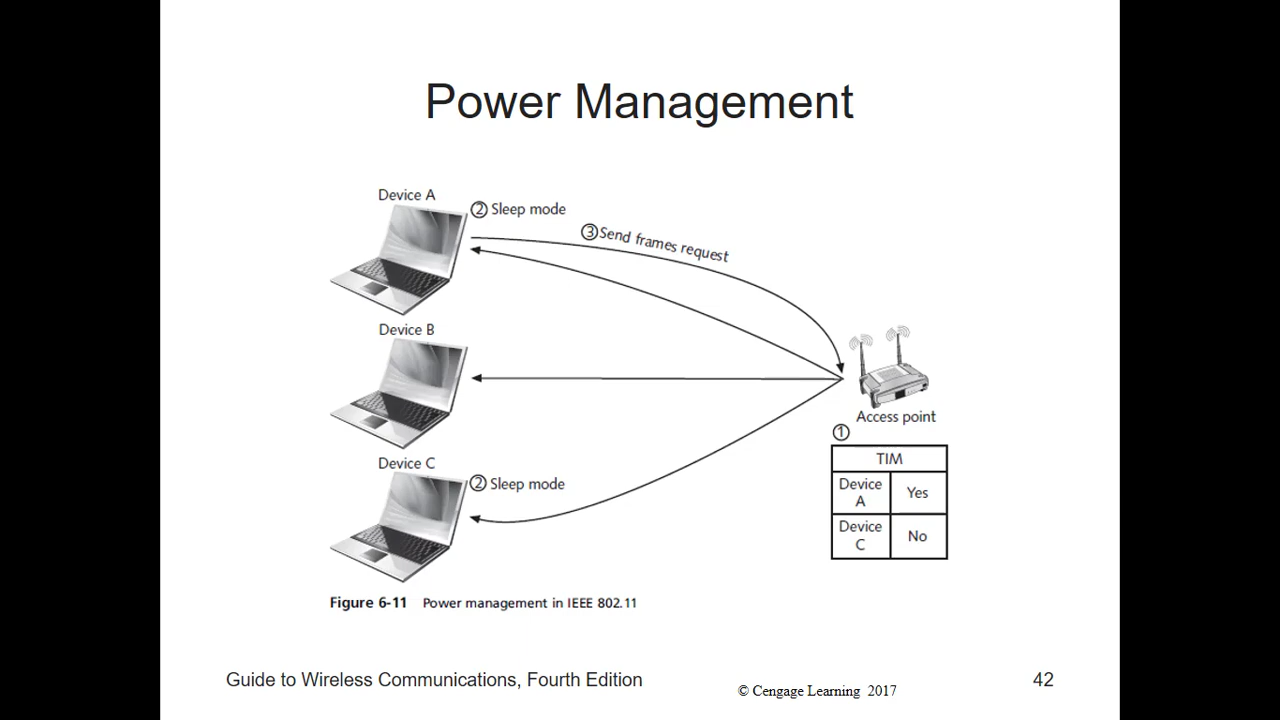 Power Management
Device A
② Sleep mode
③ Send frames request
Device B
Access point
①
TIM
Device
A
Yes
Device
C
No
Device C
② Sleep mode
Figure 6-11 Power management in IEEE 802.11
Guide to Wireless Communications, Fourth Edition
© Cengage Learning 2017
42